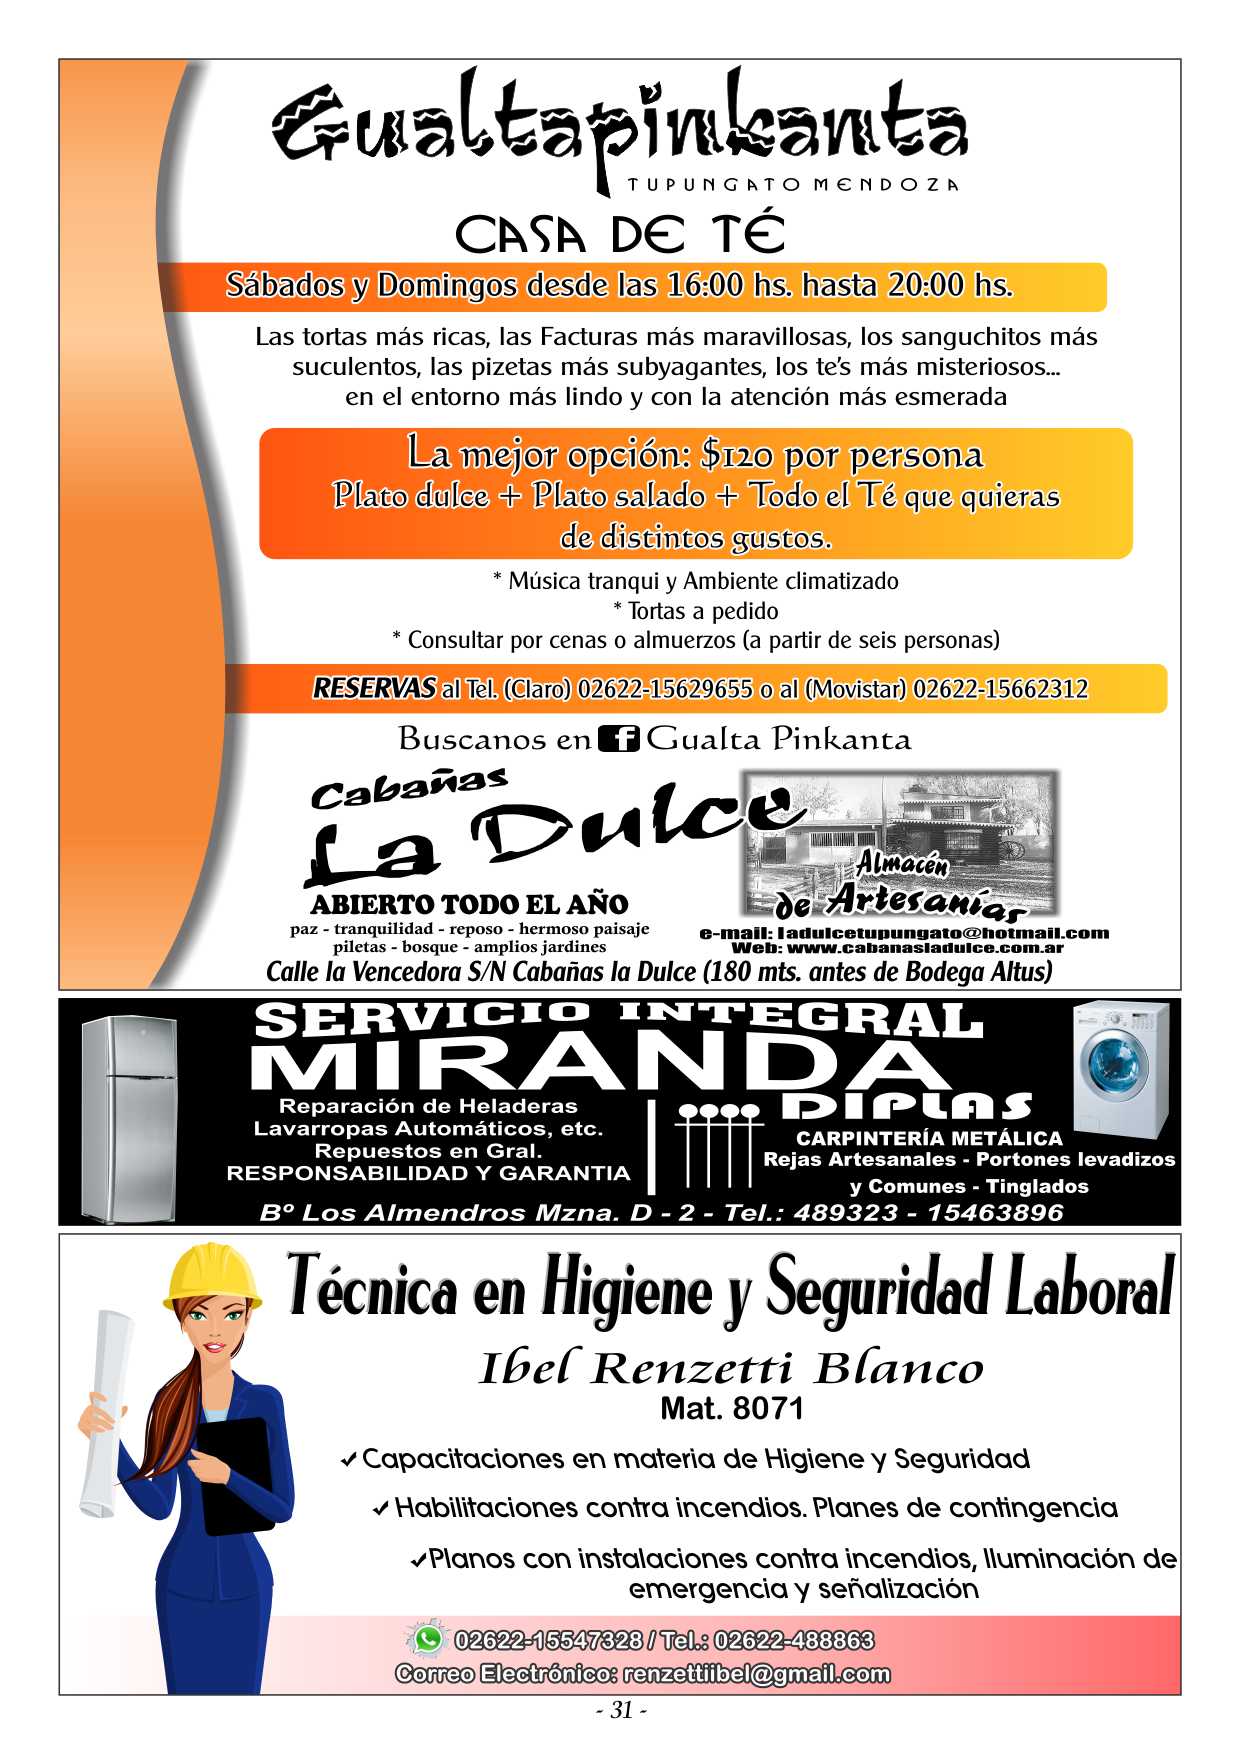 Gualtapinkanta
TUPUNGATO MENDOZA
CASA DE TÉ
Sábados y Domingos desde las 16:00 hs. hasta 20:00 hs.
Las tortas más ricas, las Facturas más maravillosas, los sanguchitos más
suculentos, las pizetas más subyagantes, los te's más misteriosos...
en el entorno más lindo y con la atención más esmerada
La mejor opción: $120 por persona
Plato dulce + Plato salado + Todo el Té que quieras
de distintos gustos.
* Música tranqui y Ambiente climatizado
* Tortas a pedido
* Consultar por cenas o almuerzos (a partir de seis personas)
RESERVAS al Tel. (Claro) 02622-15629655 o al (Movistar) 02622-15662312
Buscanos en f Gualta Pinkanta
Cabañas
La Dulce
ABIERTO TODO EL AÑO
paz - tranquilidad - reposo - hermoso paisaje
piletas - bosque - amplios jardines
Almacén
de Artesanías
e-mail: ladulcetupungato@hotmail.com
Web: www.cabanasladulce.com.ar
Calle la Vencedora S/N Cabañas la Dulce (180 mts. antes de Bodega Altus)
SERVICIO INTEGRAL
MIRANDA
Reparación de Heladeras
Lavarropas Automáticos, etc.
Repuestos en Gral.
RESPONSABILIDAD Y GARANTIA
DIPLAS
CARPINTERÍA METÁLICA
Rejas Artesanales - Portones levadizos
y Comunes - Tinglados
Bº Los Almendros Mzna. D - 2 - Tel.: 489323 - 15463896
Técnica en Higiene y Seguridad Laboral
Ibel Renzetti Blanco
Mat. 8071
✓Capacitaciones en materia de Higiene y Seguridad
✓Habilitaciones contra incendios. Planes de contingencia
✓Planos con instalaciones contra incendios, Iluminación de
emergencia y señalización
02622-15547328 / Tel.: 02622-488863
Correo Electrónico: renzettiibel@gmail.com
- 31 -